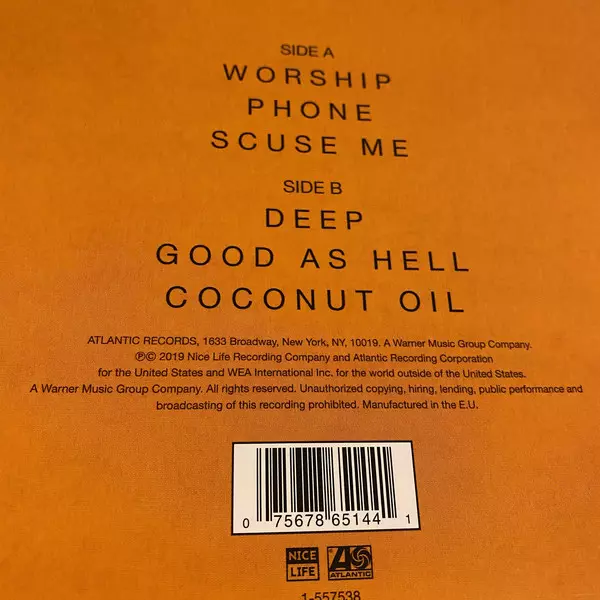 SIDE A
WORSHIP
PHONE
SCUSE ME
SIDE B
DEEP
GOOD AS HELL
COCONUT OIL
ATLANTIC RECORDS, 1633 Broadway, New York, NY, 10019. A Warner Music Group Company.
℗© 2019 Nice Life Recording Company and Atlantic Recording Corporation
for the United States and WEA International Inc. for the world outside of the United States.
A Warner Music Group Company. All rights reserved. Unauthorized copying, hiring, lending, public performance and
broadcasting of this recording prohibited. Manufactured in the E.U.
0 75678 65144 1
NICE LIFE
ATLANTIC
1-557538